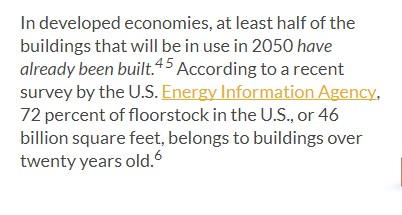 In developed economies, at least half of the
buildings that will be in use in 2050 have
already been built.4 5 According to a recent
survey by the U.S. Energy Information Agency,
72 percent of floorstock in the U.S., or 46
billion square feet, belongs to buildings over
twenty years old.6